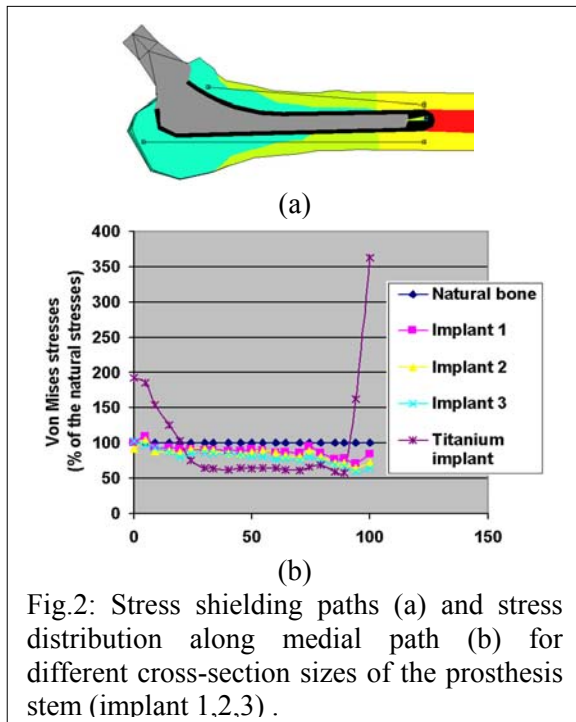 (a)
400
350
300
250
200
150
100
50
0
Von Mises stresses
(% of the natural stresses)
0
50
100
150
Natural bone
Implant 1
Implant 2
Implant 3
Titanium
implant
(b)
Fig.2: Stress shielding paths (a) and stress
distribution along medial path (b) for
different cross-section sizes of the prosthesis
stem (implant 1,2,3) .